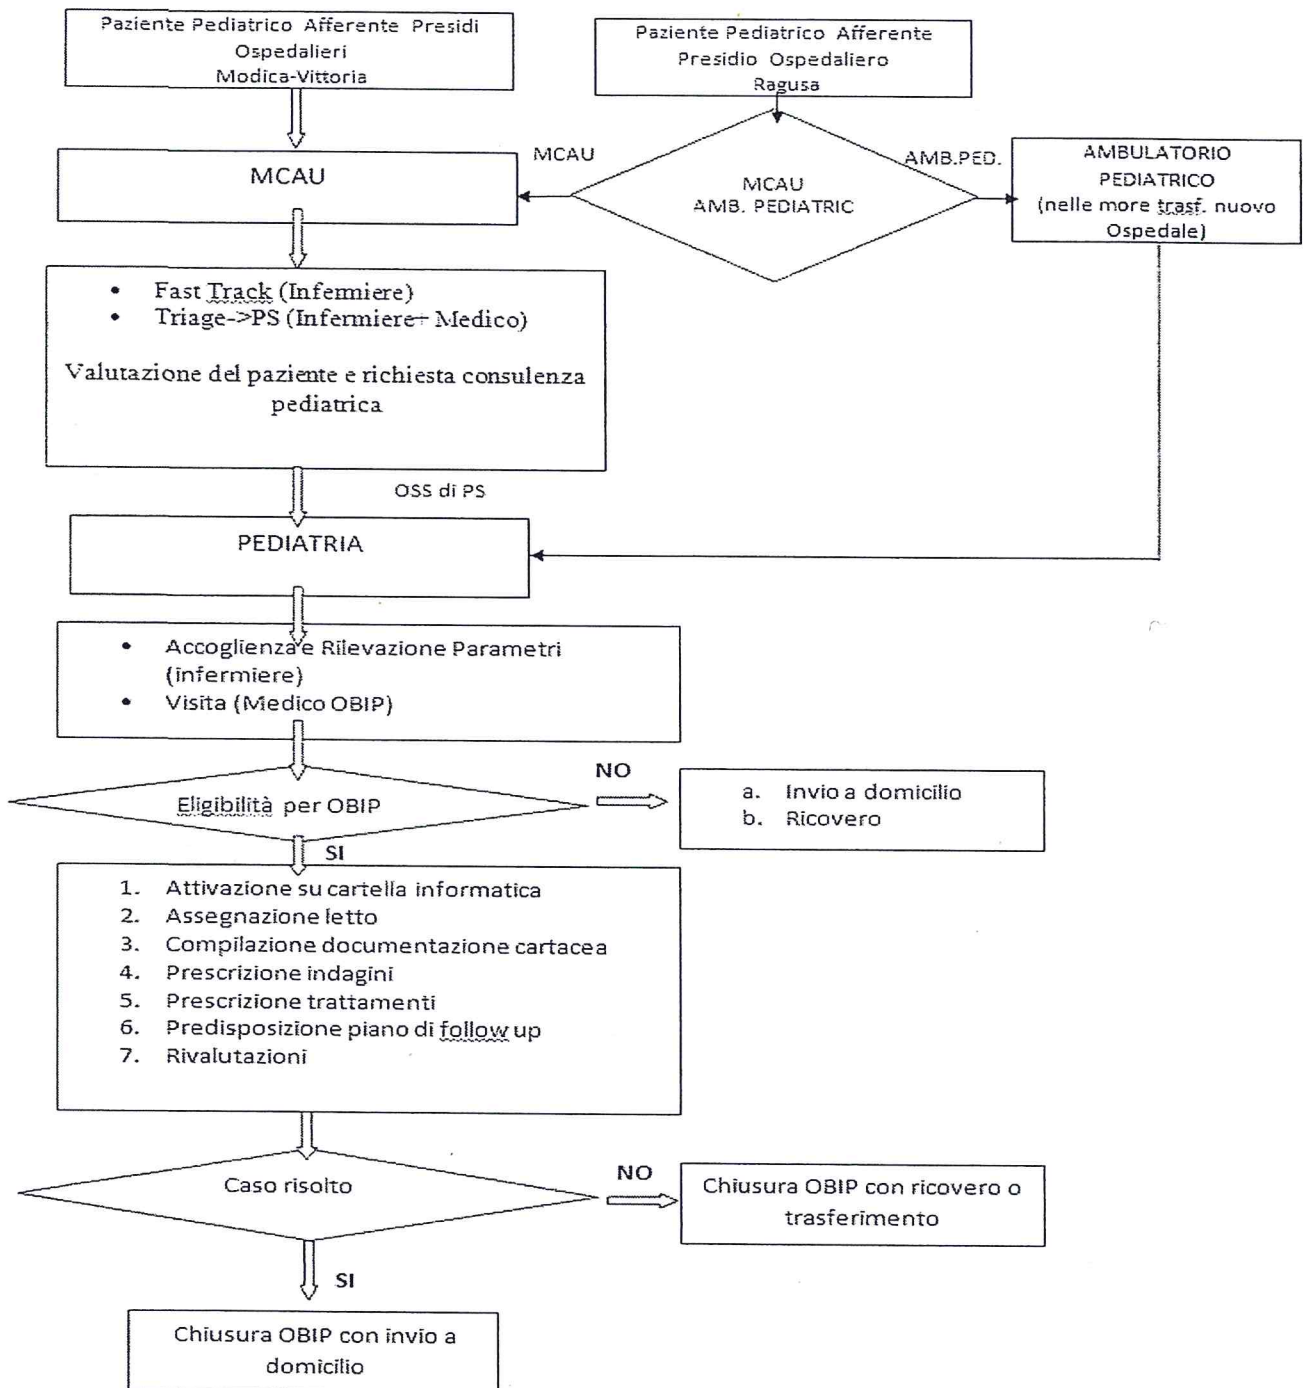 Paziente Pediatrico Afferente Presidi
Ospedalieri
Modica-Vittoria
Paziente Pediatrico Afferente
Presidio Ospedaliero
Ragusa
MCAU
MCAU
MCAU
AMB. PEDIATRIC
AMB.PED.
AMBULATORIO
PEDIATRICO
(nelle more trasf. nuovo
Ospedale)
• Fast Track (Infermiere)
• Triage->PS (Infermiere+ Medico)
Valutazione del paziente e richiesta consulenza
pediatrica
OSS di PS
PEDIATRIA
• Accoglienza e Rilevazione Parametri
(infermiere)
• Visita (Medico OBIP)
Eligibilità per OBIP
NO
a. Invio a domicilio
b. Ricovero
SI
1. Attivazione su cartella informatica
2. Assegnazione letto
3. Compilazione documentazione cartacea
4. Prescrizione indagini
5. Prescrizione trattamenti
6. Predisposizione piano di follow up
7. Rivalutazioni
Caso risolto
NO
Chiusura OBIP con ricovero o
trasferimento
SI
Chiusura OBIP con invio a
domicilio